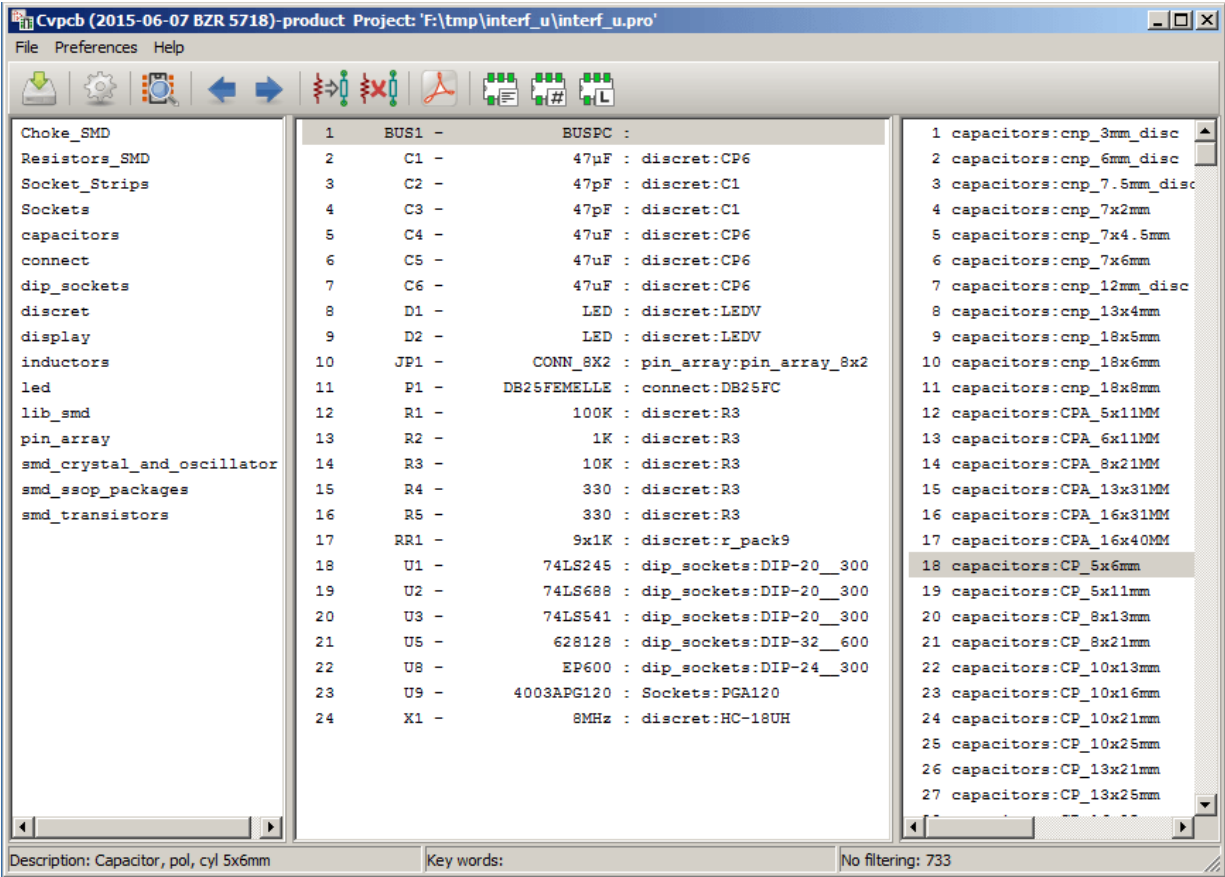 Cvpcb (2015-06-07 BZR 5718)-product Project: 'F:\tmp\interf_u\interf_u.pro'
File Preferences Help
#
L
Choke_SMD
Resistors_SMD
Socket_Strips
Sockets
capacitors
connect
dip_sockets
discret
display
inductors
led
lib_smd
pin_array
smd_crystal_and_oscillator
smd_ssop_packages
smd_transistors
1 BUS1 - BUSPC :
2 C1 - 47µF : discret:CP6
3 C2 - 47pF : discret:C1
4 C3 - 47pF : discret:C1
5 C4 - 47uF : discret:CP6
6 C5 - 47uF : discret:CP6
7 C6 - 47uF : discret:CP6
8 D1 - LED : discret:LEDV
9 D2 - LED : discret:LEDV
10 JP1 - CONN_8X2 : pin_array:pin_array_8x2
11 P1 - DB25FEMELLE : connect:DB25FC
12 R1 - 100K : discret:R3
13 R2 - 1K : discret:R3
14 R3 - 10K : discret:R3
15 R4 - 330 : discret:R3
16 R5 - 330 : discret:R3
17 RR1 - 9x1K : discret:r_pack9
18 U1 - 74LS245 : dip_sockets:DIP-20__300
19 U2 - 74LS688 : dip_sockets:DIP-20__300
20 U3 - 74LS541 : dip_sockets:DIP-20__300
21 U5 - 628128 : dip_sockets:DIP-32__600
22 U8 - EP600 : dip_sockets:DIP-24__300
23 U9 - 4003APG120 : Sockets:PGA120
24 X1 - 8MHz : discret:HC-18UH
1 capacitors:cnp_3mm_disc
2 capacitors:cnp_6mm_disc
3 capacitors:cnp_7.5mm_disc
4 capacitors:cnp_7x2mm
5 capacitors:cnp_7x4.5mm
6 capacitors:cnp_7x6mm
7 capacitors:cnp_12mm_disc
8 capacitors:cnp_13x4mm
9 capacitors:cnp_18x5mm
10 capacitors:cnp_18x6mm
11 capacitors:cnp_18x8mm
12 capacitors:CPA_5x11MM
13 capacitors:CPA_6x11MM
14 capacitors:CPA_8x21MM
15 capacitors:CPA_13x31MM
16 capacitors:CPA_16x31MM
17 capacitors:CPA_16x40MM
18 capacitors:CP_5x6mm
19 capacitors:CP_5x11mm
20 capacitors:CP_8x13mm
21 capacitors:CP_8x21mm
22 capacitors:CP_10x13mm
23 capacitors:CP_10x16mm
24 capacitors:CP_10x21mm
25 capacitors:CP_10x25mm
26 capacitors:CP_13x21mm
27 capacitors:CP_13x25mm
Description: Capacitor, pol, cyl 5x6mm
Key words:
No filtering: 733